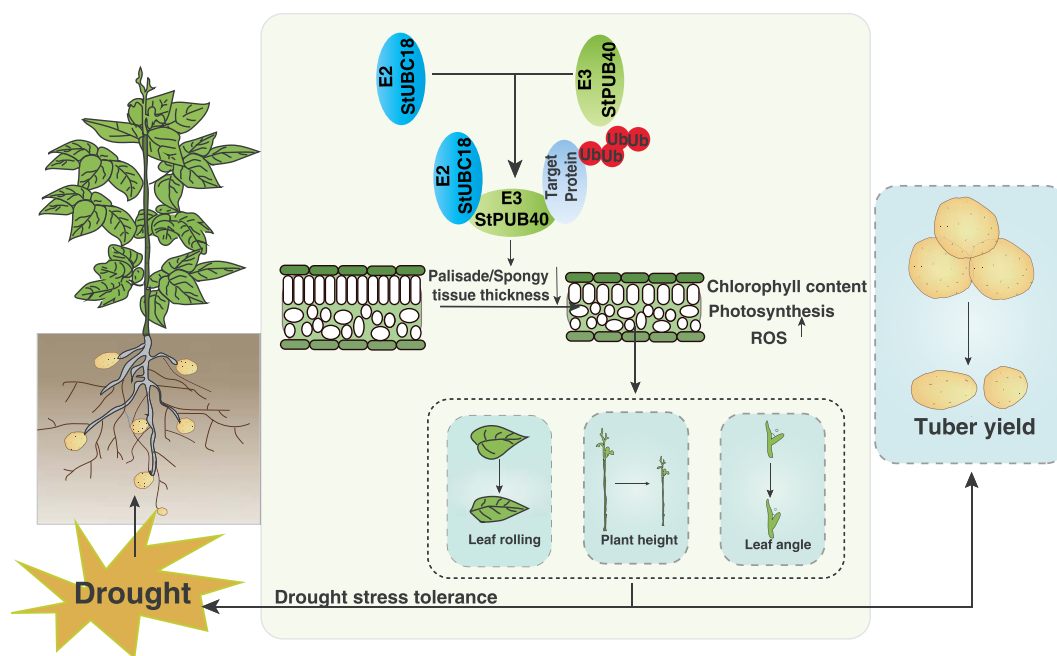 E2
StUBC18
E3
StPUB40
E2
StUBC18
E3
StPUB40
Target
Protein
Ub
Ub
Ub
Ub
Palisade/Spongy
tissue thickness
Chlorophyll content
Photosynthesis
ROS
Leaf rolling
Plant height
Leaf angle
Tuber yield
Drought
Drought stress tolerance